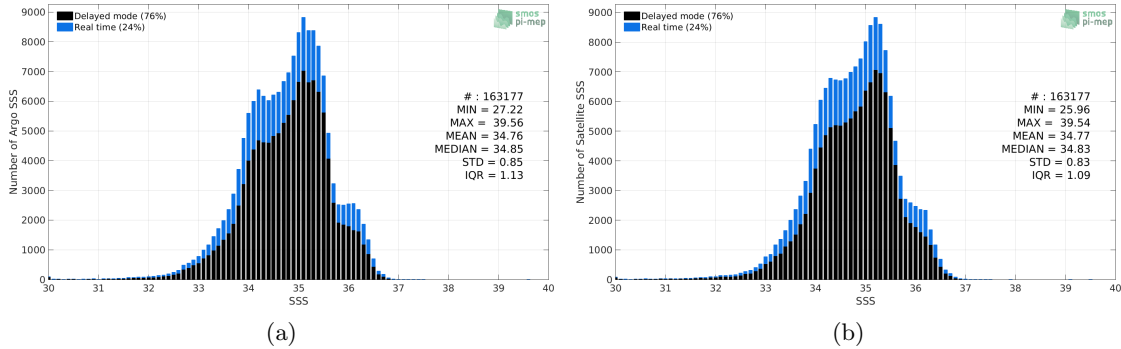 Delayed mode (76%)
Real time (24%)
smos
pi-mep
9000
8000
7000
6000
5000
4000
3000
2000
1000
0
Number of Argo SSS
# : 163177
MIN = 27.22
MAX = 39.56
MEAN = 34.76
MEDIAN = 34.85
STD = 0.85
IQR = 1.13
30 31 32 33 34 35 36 37 38 39 40
SSS
(a)
Delayed mode (76%)
Real time (24%)
smos
pi-mep
9000
8000
7000
6000
5000
4000
3000
2000
1000
0
Number of Satellite SSS
# : 163177
MIN = 25.96
MAX = 39.54
MEAN = 34.77
MEDIAN = 34.83
STD = 0.83
IQR = 1.09
30 31 32 33 34 35 36 37 38 39 40
SSS
(b)